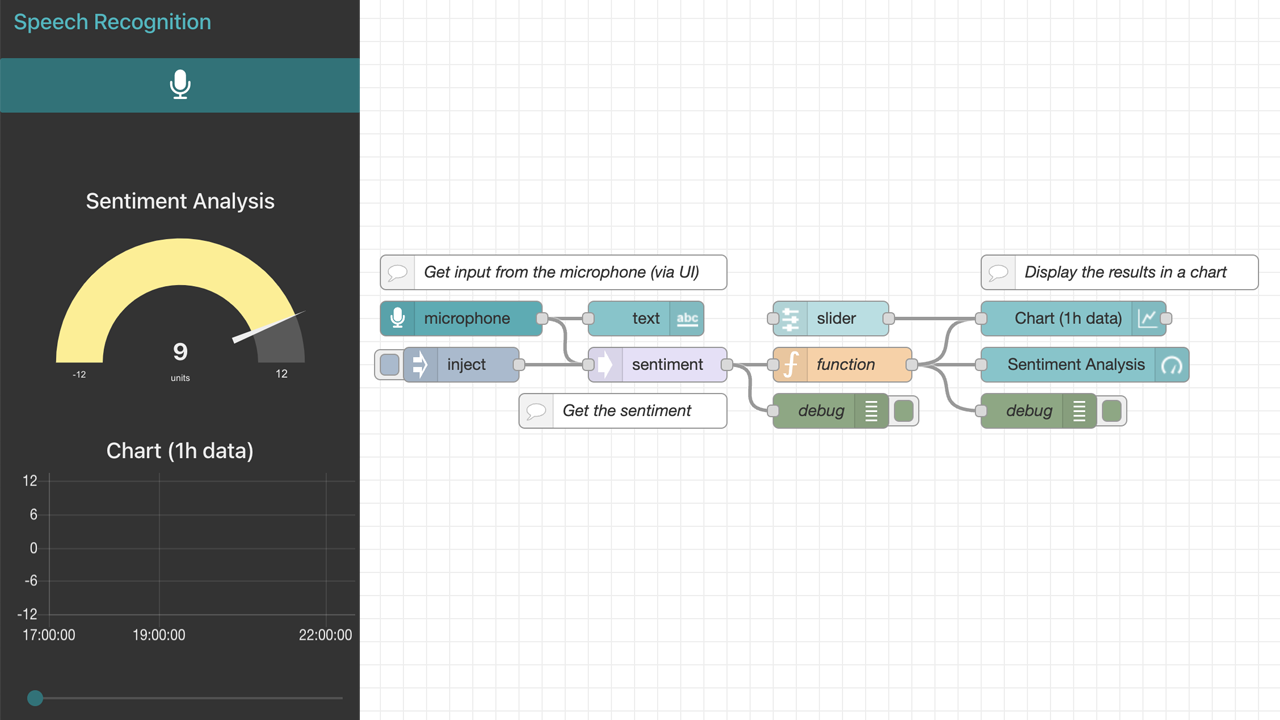 Speech Recognition
Sentiment Analysis
9
-12
units
12
Chart (1h data)
12
6
0
-6
-12
17:00:00
19:00:00
22:00:00
Get input from the microphone (via UI)
Display the results in a chart
microphone
text
abc
slider
Chart (1h data)
inject
sentiment
function
Sentiment Analysis
Get the sentiment
debug
debug